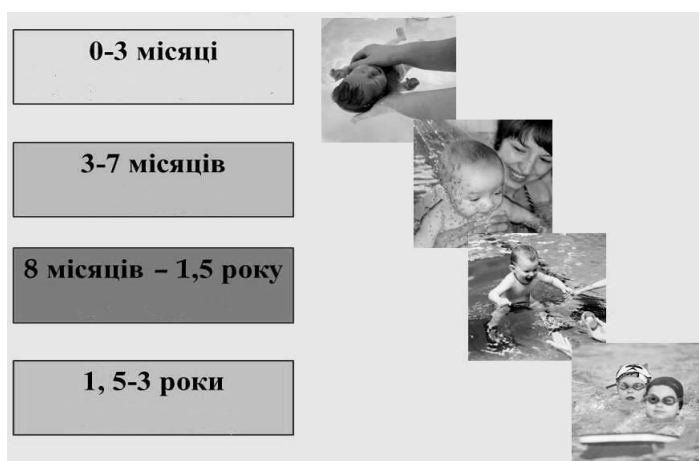 0-3 місяці
3-7 місяців
8 місяців – 1,5 року
1, 5-3 роки